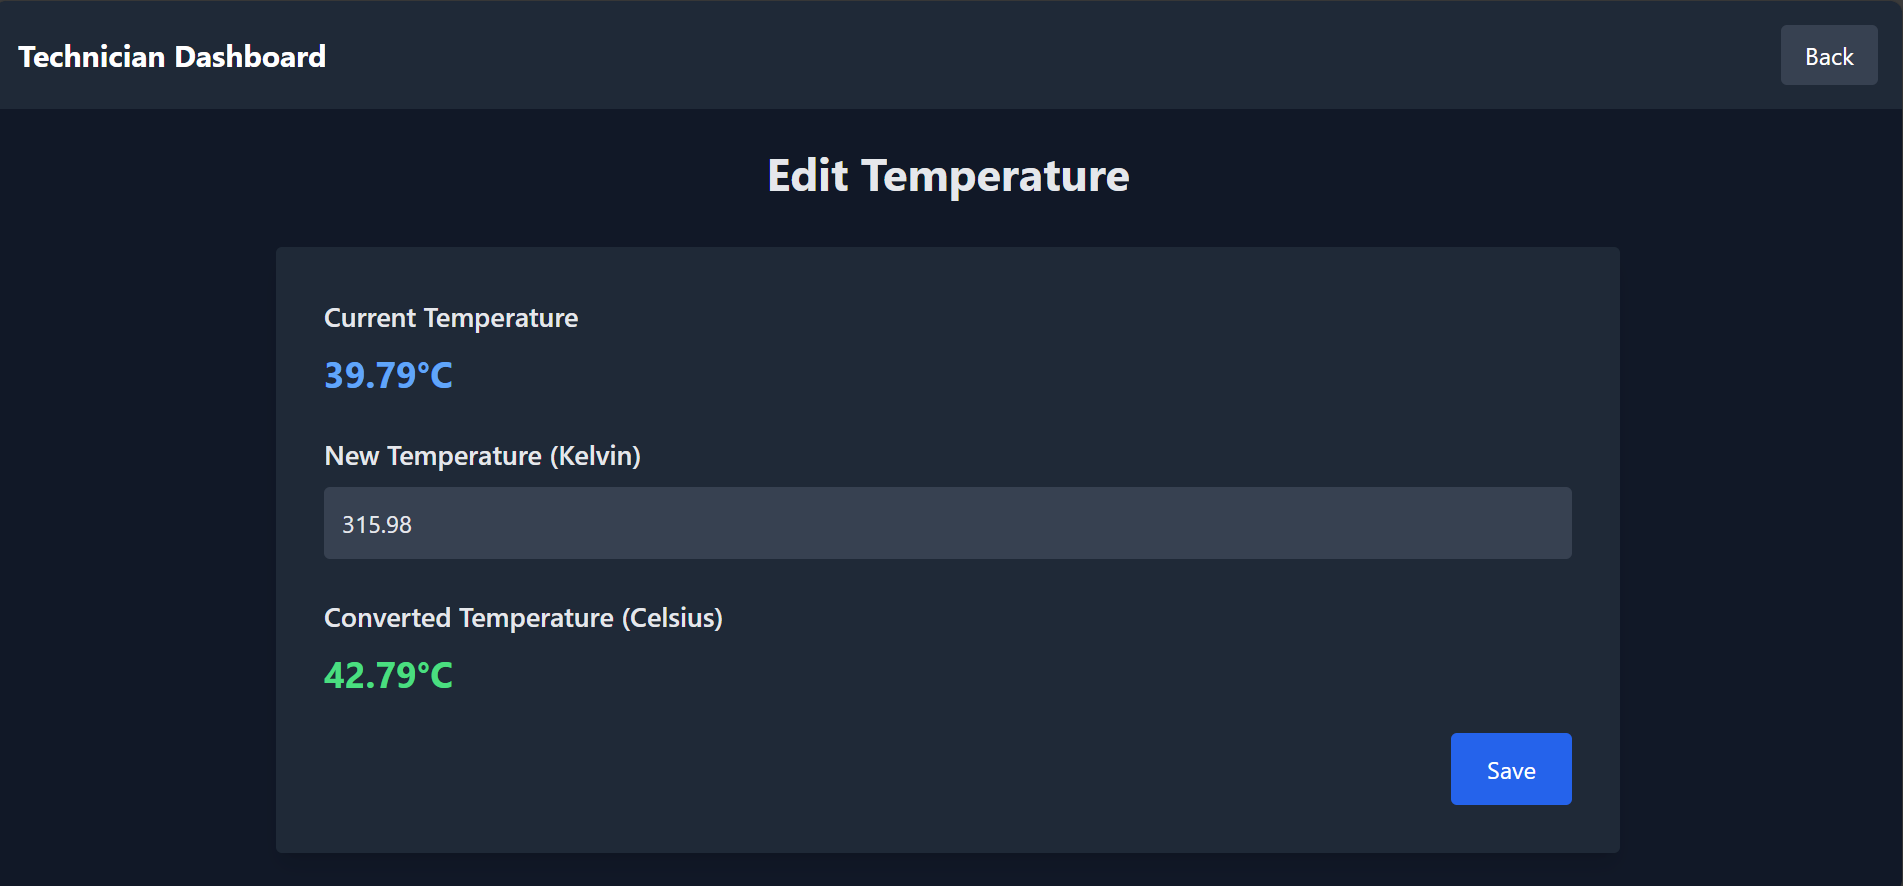 Technician Dashboard
Back
Edit Temperature
Current Temperature
39.79°C
New Temperature (Kelvin)
315.98
Converted Temperature (Celsius)
42.79°C
Save